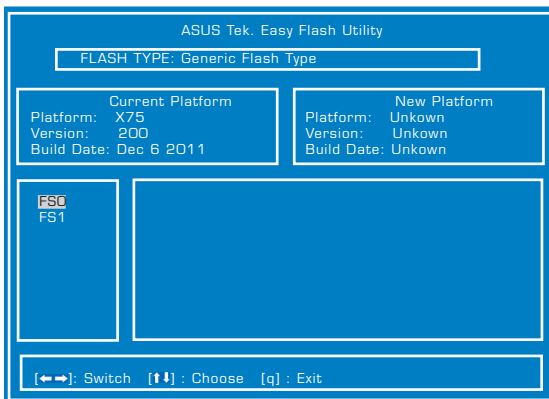 ASUS Tek. Easy Flash Utility
FLASH TYPE: Generic Flash Type
Current Platform
Platform: X75
Version: 200
Build Date: Dec 6 2011
New Platform
Platform: Unkown
Version: Unkown
Build Date: Unkown
FS0
FS1
[←→]: Switch [↑↓] : Choose [q] : Exit